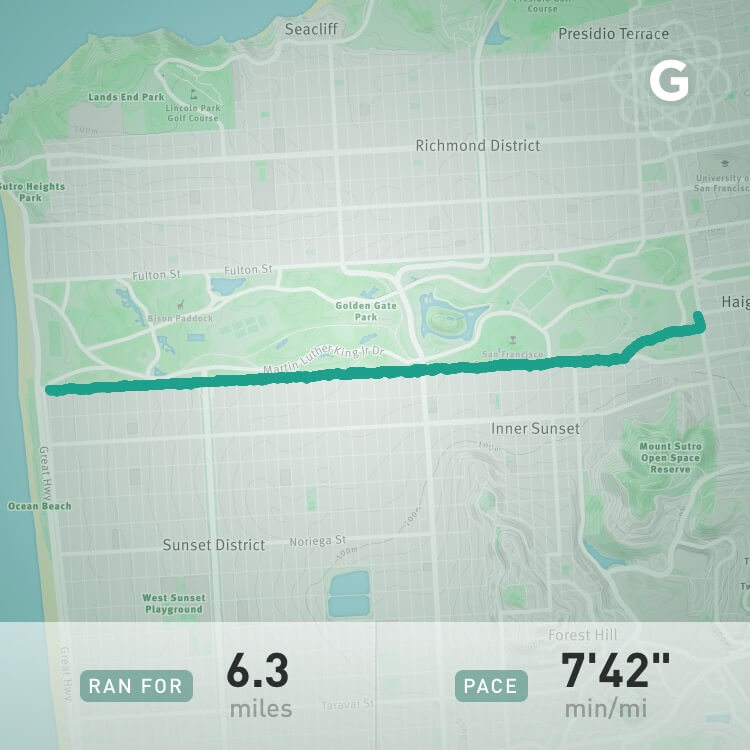 Presidio Golf
Course
Seacliff
Presidio Terrace
G
Lands End Park
Lincoln Park
Golf Course
100m
Richmond District
University o
San Francisc
Sutro Heights
Park
Fulton St
Fulton St
Bison Paddock
Golden Gate
Park
Haig
Martin Luther King Jr Dr
San Francisco
Inner Sunset
100m
Mount Sutro
Open Space
Reserve
Great Hwy
Ocean Beach
100m
Sunset District
Noriega St
100m
West Sunset
Playground
Forest Hill
Great Hwy
RAN FOR
6.3
miles
PACE
7'42"
min/mi
Taraval St